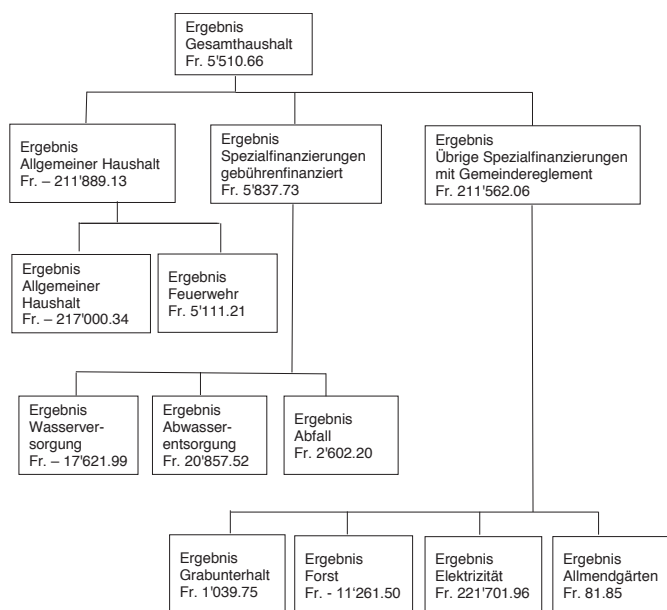 Ergebnis
Gesamthaushalt
Fr. 5'510.66
Ergebnis
Allgemeiner Haushalt
Fr. – 211'889.13
Ergebnis
Spezialfinanzierungen
gebührenfinanziert
Fr. 5'837.73
Ergebnis
Übrige Spezialfinanzierungen
mit Gemeindereglement
Fr. 211'562.06
Ergebnis
Allgemeiner
Haushalt
Fr. – 217'000.34
Ergebnis
Feuerwehr
Fr. 5'111.21
Ergebnis
Wasserver-
sorgung
Fr. – 17'621.99
Ergebnis
Abwasser-
entsorgung
Fr. 20'857.52
Ergebnis
Abfall
Fr. 2'602.20
Ergebnis
Grabunterhalt
Fr. 1'039.75
Ergebnis
Forst
Fr. - 11'261.50
Ergebnis
Elektrizität
Fr. 221'701.96
Ergebnis
Allmendgärten
Fr. 81.85